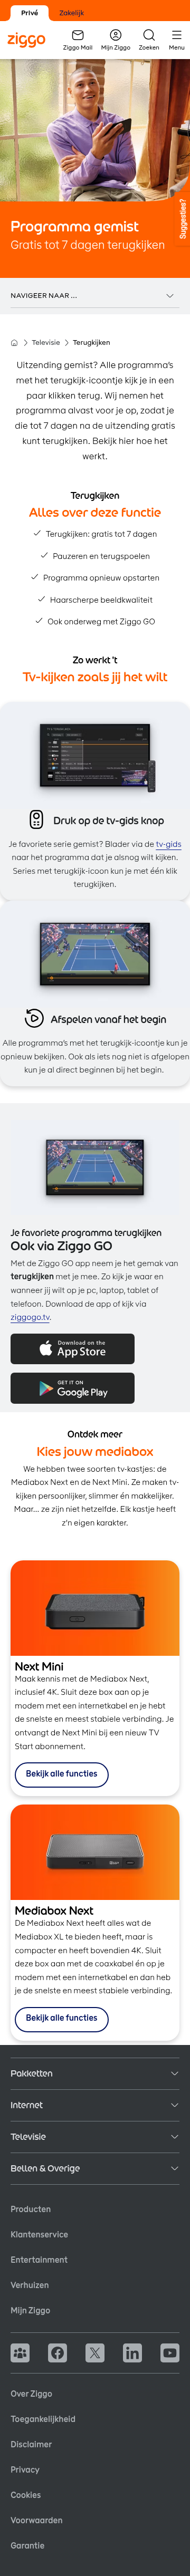 Privé
Zakelijk
ziggo
Ziggo Mail
Mijn Ziggo
Zoeken
Menu
Suggesties?
Programma gemist
Gratis tot 7 dagen terugkijken
NAVIGEER NAAR ...
Televisie
Terugkijken
Uitzending gemist? Alle programma's
met het terugkijk-icoontje kijk je in een
paar klikken terug. Wij nemen het
programma alvast voor je op, zodat je
die tot 7 dagen na de uitzending gratis
kunt terugkijken. Bekijk hier hoe het
werkt.
Terugkijken
Alles over deze functie
Terugkijken: gratis tot 7 dagen
Pauzeren en terugspoelen
Programma opnieuw opstarten
Haarscherpe beeldkwaliteit
Ook onderweg met Ziggo GO
Zo werkt 't
Tv-kijken zoals jij het wilt
Druk op de tv-gids knop
Je favoriete serie gemist? Blader via de tv-gids
naar het programma dat je alsnog wilt kijken.
Series met terugkijk-icoon kun je met één klik
terugkijken.
Afspelen vanaf het begin
Alle programma's met het terugkijk-icoontje kun je
opnieuw bekijken. Ook als iets nog niet is afgelopen
kun je al direct beginnen bij het begin.
Je favoriete programma terugkijken
Ook via Ziggo GO
Met de Ziggo GO app neem je het gemak van
terugkijken met je mee. Zo kijk je waar en
wanneer jij wilt op je pc, laptop, tablet of
telefoon. Download de app of kijk via
ziggogo.tv.
Download on the
App Store
GET IT ON
Google Play
Ontdek meer
Kies jouw mediabox
We hebben twee soorten tv-kastjes: de
Mediabox Next en de Next Mini. Ze maken tv-
kijken persoonlijker, slimmer én makkelijker.
Maar... ze zijn niet hetzelfde. Elk kastje heeft
z'n eigen karakter.
Next Mini
Maak kennis met de Mediabox Next,
inclusief 4K. Sluit deze box aan op je
modem met een internetkabel en je hebt
de snelste en meest stabiele verbinding. Je
ontvangt de Next Mini bij een nieuw TV
Start abonnement.
Bekijk alle functies
Mediabox Next
De Mediabox Next heeft alles wat de
Mediabox XL te bieden heeft, maar is
compacter en heeft bovendien 4K. Sluit
deze box aan met de coaxkabel én op je
modem met een internetkabel en dan heb
je de snelste en meest stabiele verbinding.
Bekijk alle functies
Pakketten
Internet
Televisie
Bellen & Overige
Producten
Klantenservice
Entertainment
Verhuizen
Mijn Ziggo
Over Ziggo
Toegankelijkheid
Disclaimer
Privacy
Cookies
Voorwaarden
Garantie